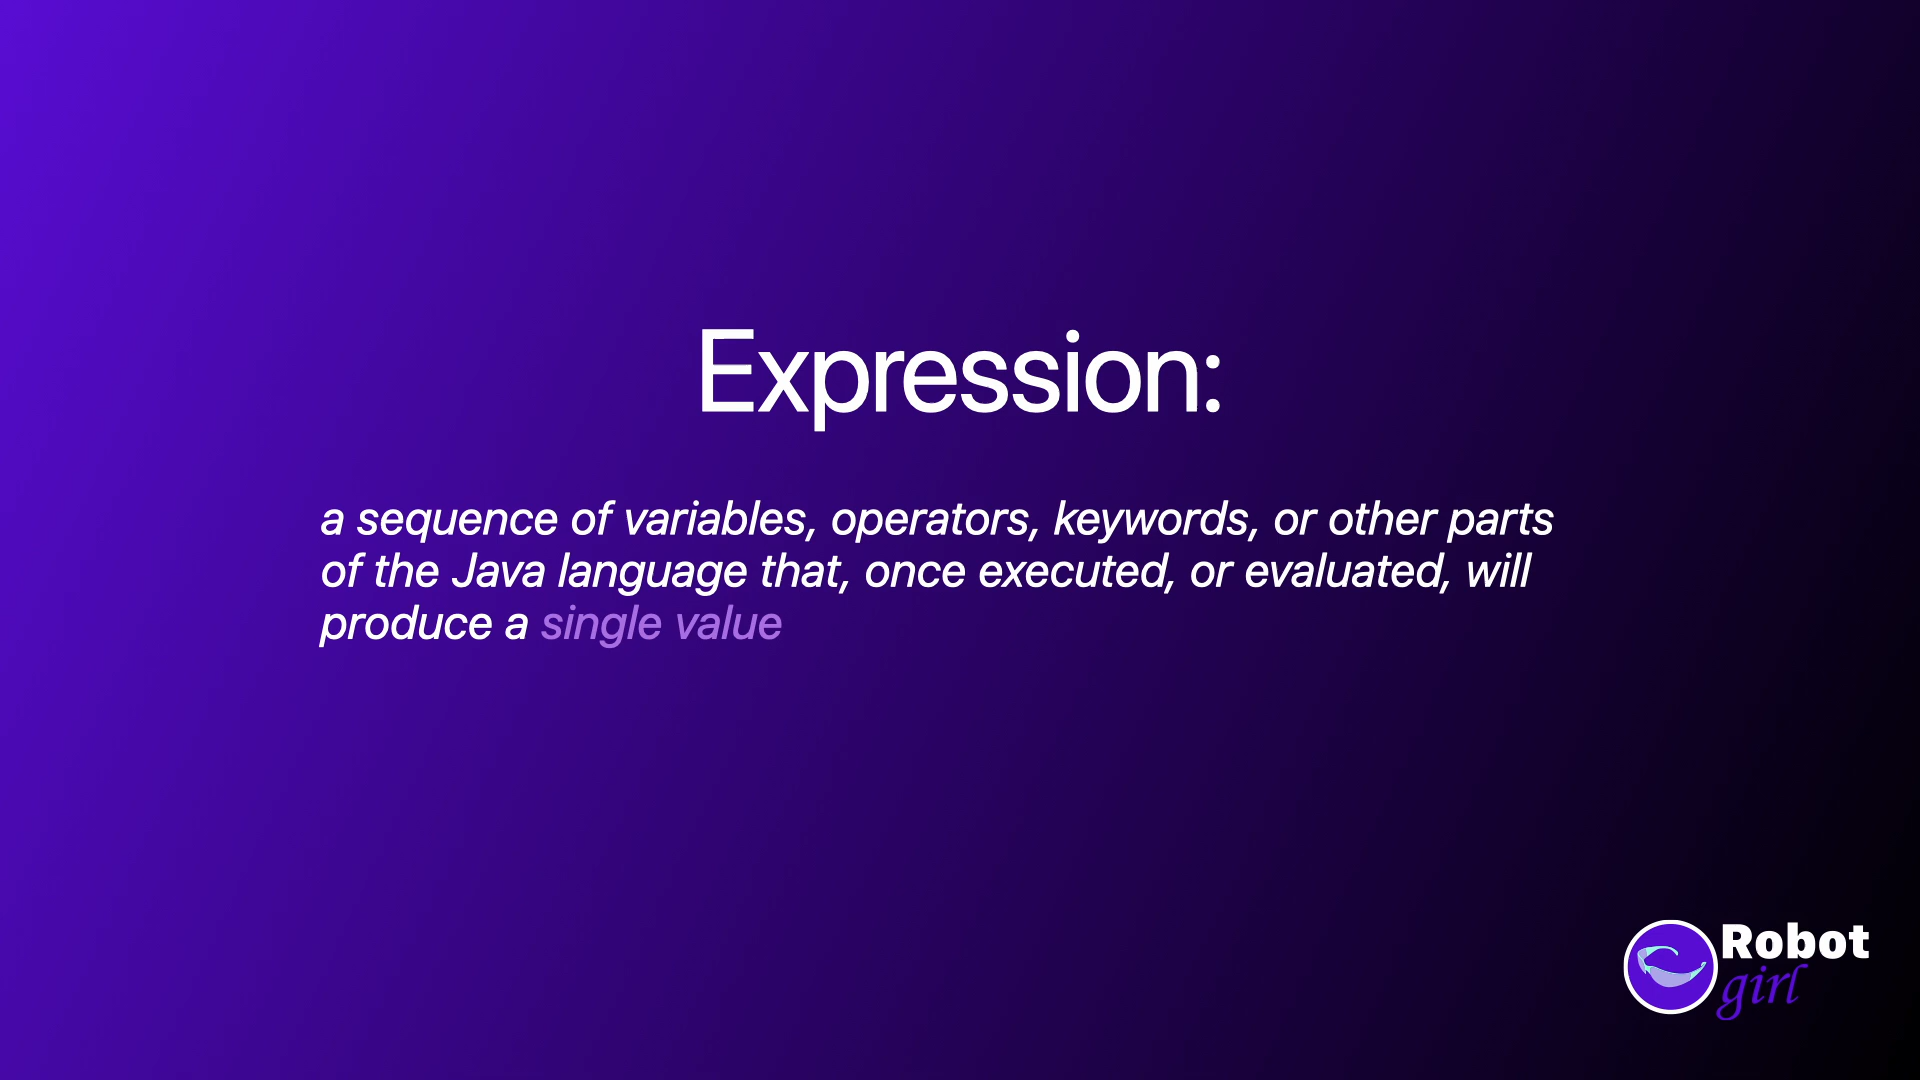 Expression:
a sequence of variables, operators, keywords, or other parts
of the Java language that, once executed, or evaluated, will
produce a single value
Robot
girl